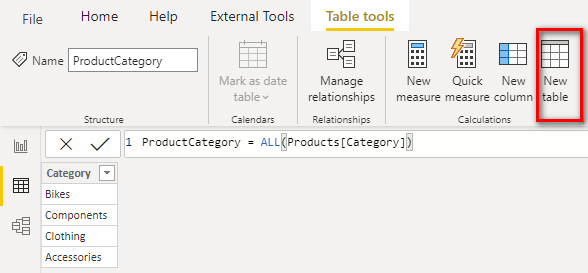 File Home Help External Tools Table tools
Name ProductCategory
Mark as date table
Manage relationships
New measure
Quick measure
New column
New table
Structure Calendars Relationships Calculations
1 ProductCategory = ALL(Products[Category])
Category
Bikes
Components
Clothing
Accessories